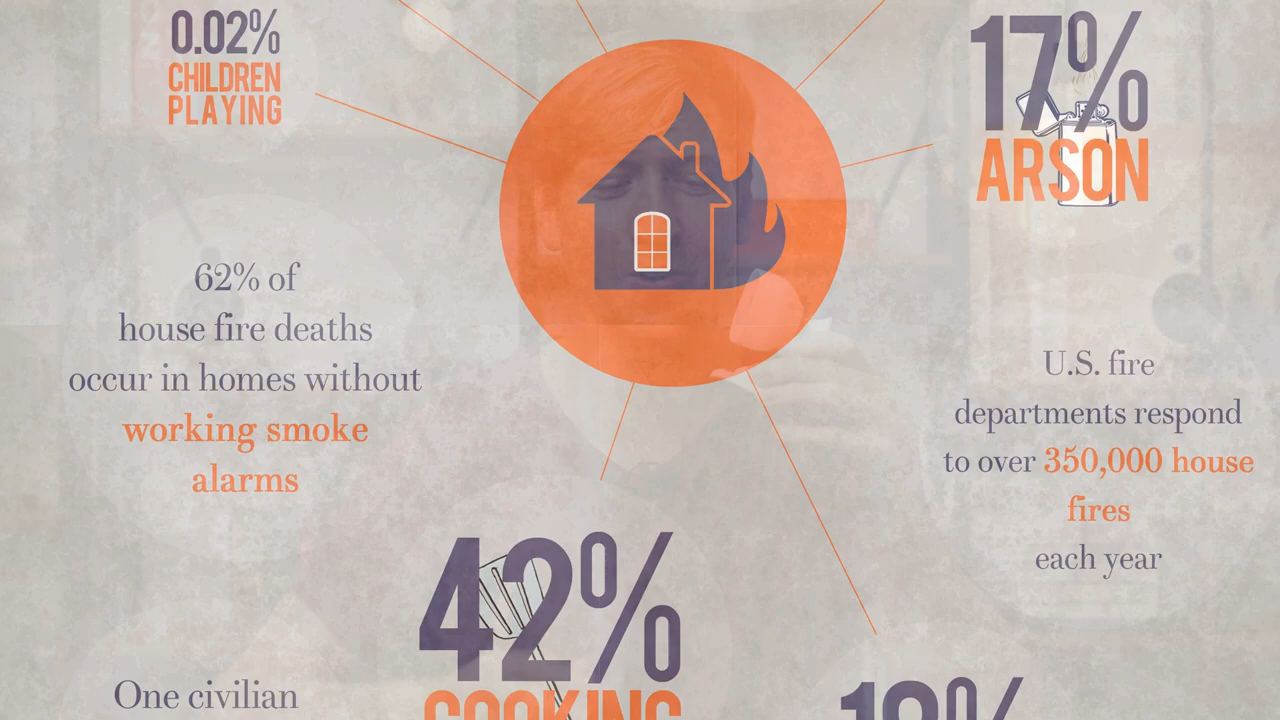 0.02%
CHILDREN
PLAYING
17%
ARSON
62% of
house fire deaths
occur in homes without
working smoke
alarms
U.S. fire
departments respond
to over 350,000 house
fires
each year
42%
COOKING
One civilian